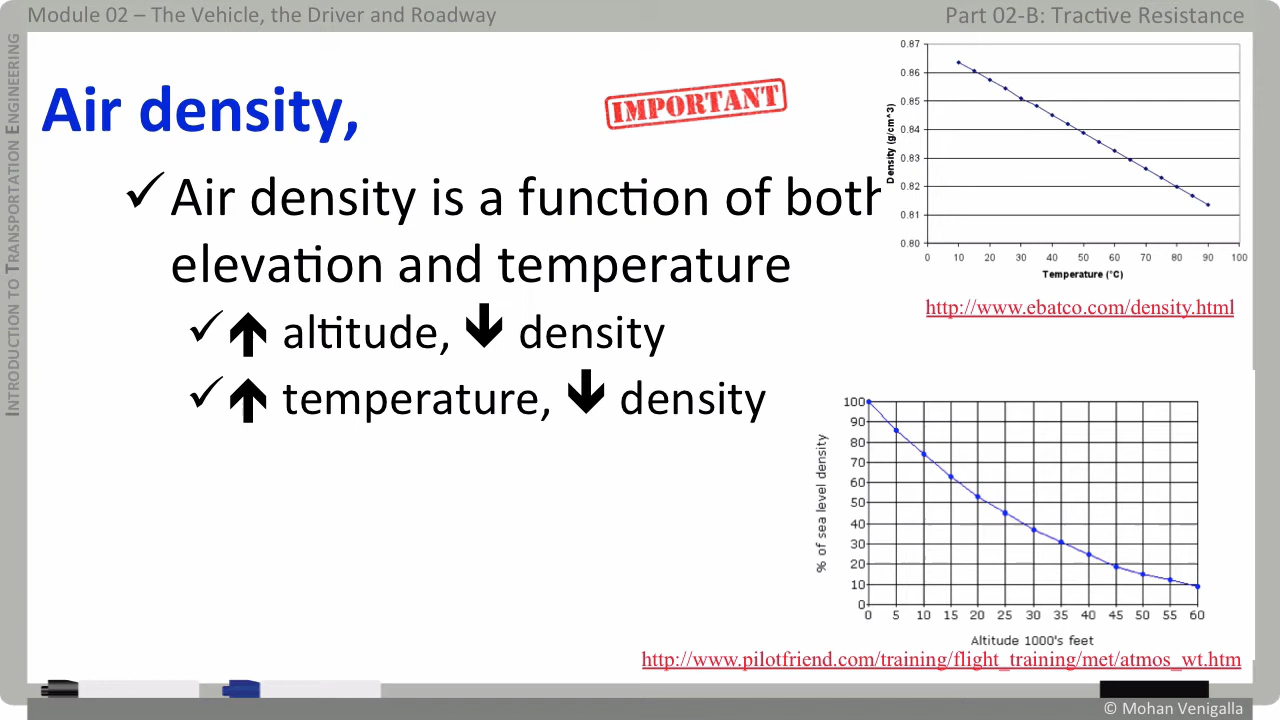 Module 02 – The Vehicle, the Driver and Roadway
Part 02-B: Tractive Resistance
INTRODUCTION TO TRANSPORTATION ENGINEERING
Air density,
IMPORTANT
✓ Air density is a function of both
elevation and temperature
✓ 🡹 altitude, 🡻 density
✓ 🡹 temperature, 🡻 density
Density (g/cm^3)
0.87
0.86
0.85
0.84
0.83
0.82
0.81
0.80
0 10 20 30 40 50 60 70 80 90 100
Temperature (°C)
http://www.ebatco.com/density.html
% of sea level density
100
90
80
70
60
50
40
30
20
10
0
0 5 10 15 20 25 30 35 40 45 50 55 60
Altitude 1000's feet
http://www.pilotfriend.com/training/flight_training/met/atmos_wt.htm
© Mohan Venigalla